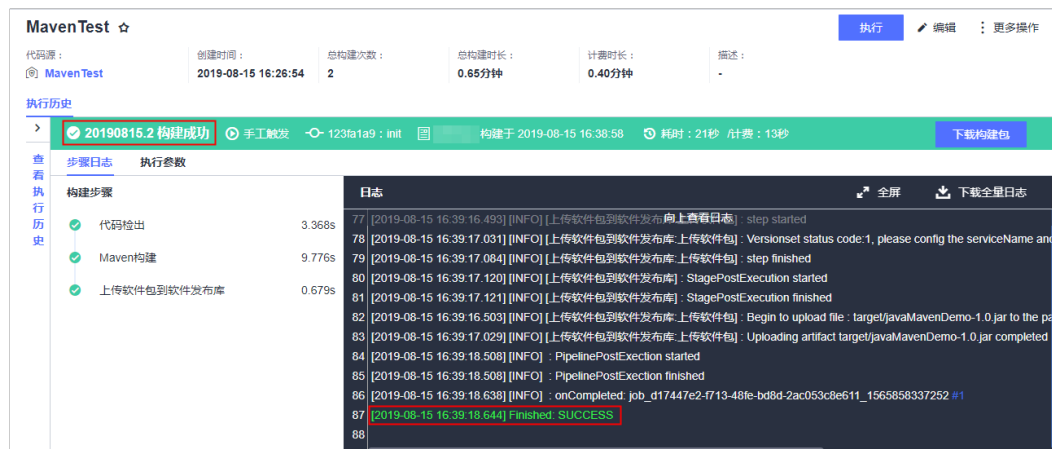 MavenTest
执行 编辑 更多操作
代码源： 创建时间： 总构建次数： 总构建时长： 计费时长： 描述：
MavenTest 2019-08-15 16:26:54 2 0.65分钟 0.40分钟 -
执行历史
20190815.2 构建成功 手工触发 123fa1a9：init 构建于 2019-08-15 16:38:58 耗时：21秒 /计费：13秒 下载构建包
查看执行历史
步骤日志 执行参数
构建步骤
代码检出 3.368s
Maven构建 9.776s
上传软件包到软件发布库 0.679s
日志 全屏 下载全量日志
向上查看日志
77 [2019-08-15 16:39:16.493] [INFO] [上传软件包到软件发布库:上传软件包] : step started
78 [2019-08-15 16:39:17.031] [INFO] [上传软件包到软件发布库:上传软件包] : Versionset status code:1, please config the serviceName and
79 [2019-08-15 16:39:17.084] [INFO] [上传软件包到软件发布库:上传软件包] : step finished
80 [2019-08-15 16:39:17.120] [INFO] [上传软件包到软件发布库] : StagePostExecution started
81 [2019-08-15 16:39:17.121] [INFO] [上传软件包到软件发布库] : StagePostExecution finished
82 [2019-08-15 16:39:16.503] [INFO] [上传软件包到软件发布库:上传软件包] : Begin to upload file : target/javaMavenDemo-1.0.jar to the pa
83 [2019-08-15 16:39:17.029] [INFO] [上传软件包到软件发布库:上传软件包] : Uploading artifact target/javaMavenDemo-1.0.jar completed
84 [2019-08-15 16:39:18.508] [INFO] : PipelinePostExection started
85 [2019-08-15 16:39:18.508] [INFO] : PipelinePostExection finished
86 [2019-08-15 16:39:18.638] [INFO] : onCompleted: job_d17447e2-f713-48fe-bd8d-2ac053c8e611_1565858337252 #1
87 [2019-08-15 16:39:18.644] Finished: SUCCESS
88